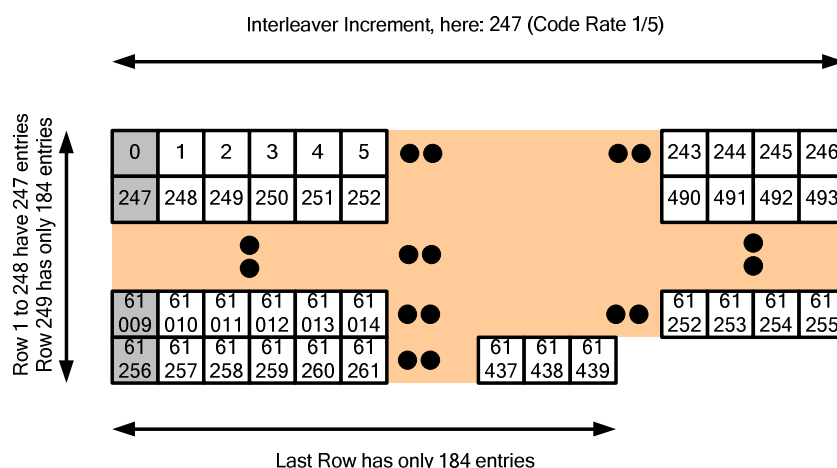 Interleaver Increment, here: 247 (Code Rate 1/5)
Row 1 to 248 have 247 entries
Row 249 has only 184 entries
0 1 2 3 4 5 243 244 245 246
247 248 249 250 251 252 490 491 492 493
61 61 61 61 61 61 61 61 61 61
009 010 011 012 013 014 252 253 254 255
61 61 61 61 61 61 61 61 61
256 257 258 259 260 261 437 438 439
Last Row has only 184 entries